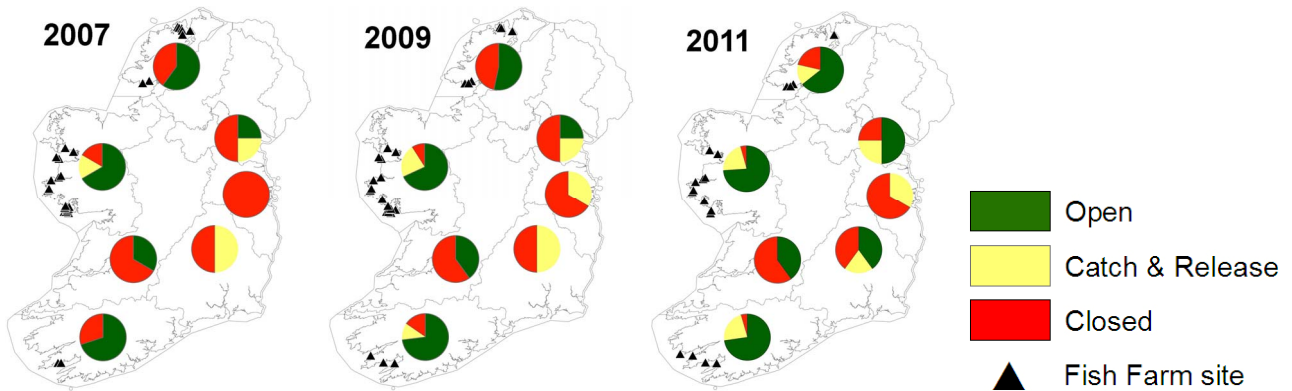 2007
2009
2011
Open
Catch & Release
Closed
Fish Farm site